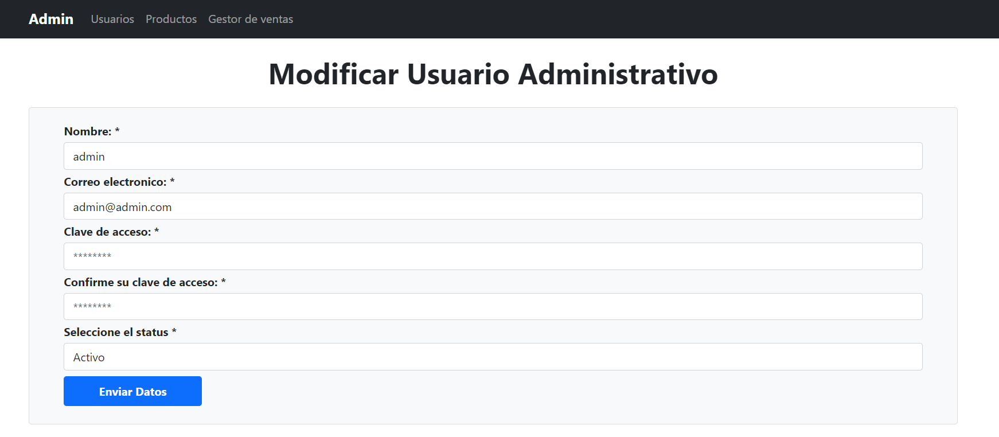 Admin Usuarios Productos Gestor de ventas
Modificar Usuario Administrativo
Nombre: *
admin
Correo electronico: *
admin@admin.com
Clave de acceso: *
********
Confirme su clave de acceso: *
********
Seleccione el status *
Activo
Enviar Datos